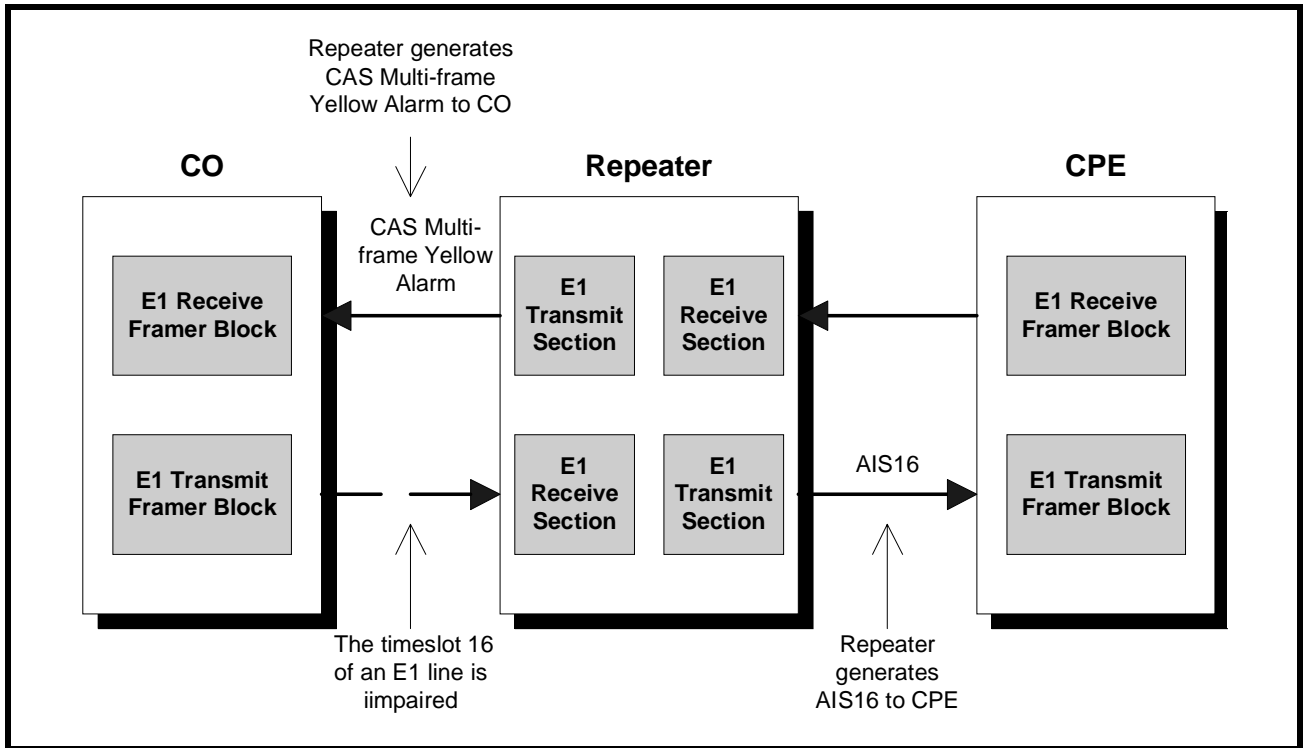 Repeater generates
CAS Multi-frame
Yellow Alarm to CO
CO
Repeater
CPE
CAS Multi-
frame Yellow
Alarm
E1 Receive
Framer Block
E1
Transmit
Section
E1
Receive
Section
E1 Receive
Framer Block
E1 Transmit
Framer Block
E1
Receive
Section
E1
Transmit
Section
AIS16
E1 Transmit
Framer Block
The timeslot 16
of an E1 line is
iimpaired
Repeater
generates
AIS16 to CPE